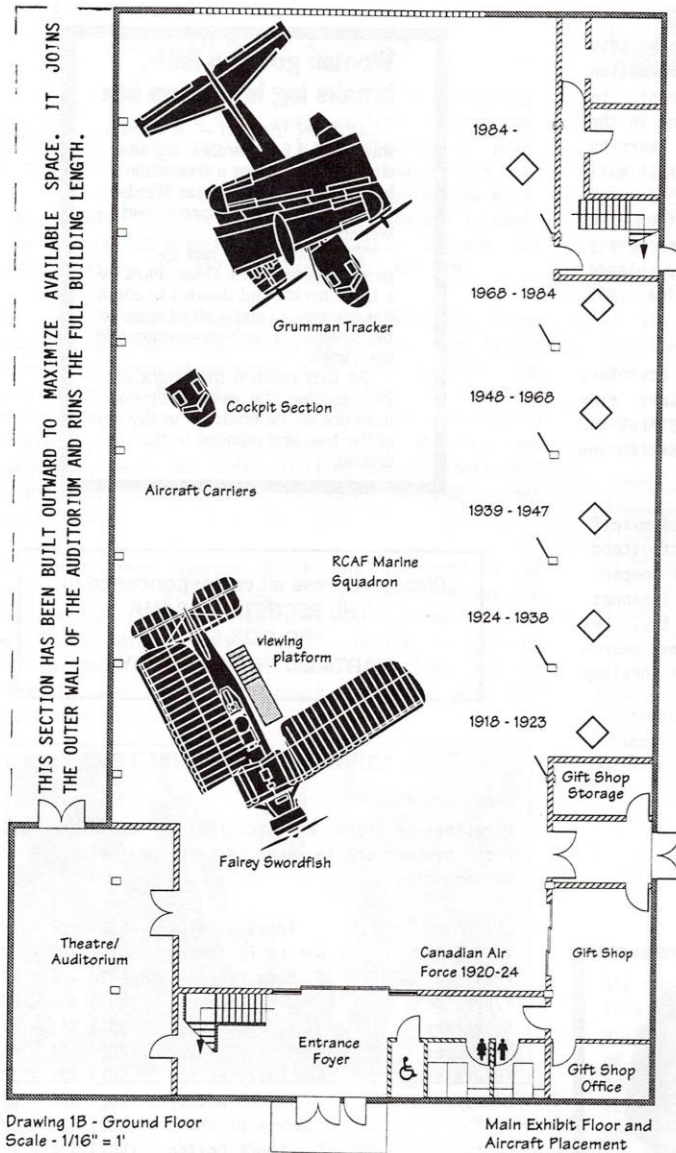 THIS SECTION HAS BEEN BUILT OUTWARD TO MAXIMIZE AVAILABLE SPACE. IT JOINS
THE OUTER WALL OF THE AUDITORIUM AND RUNS THE FULL BUILDING LENGTH.
1984 -
1968 - 1984
Grumman Tracker
1948 - 1968
Cockpit Section
Aircraft Carriers
1939 - 1947
RCAF Marine
Squadron
1924 - 1938
viewing
platform
1918 - 1923
Gift Shop
Storage
Fairey Swordfish
Theatre/
Auditorium
Canadian Air
Force 1920-24
Gift Shop
Entrance
Foyer
Gift Shop
Office
Drawing 1B - Ground Floor
Scale - 1/16" = 1'
Main Exhibit Floor and
Aircraft Placement